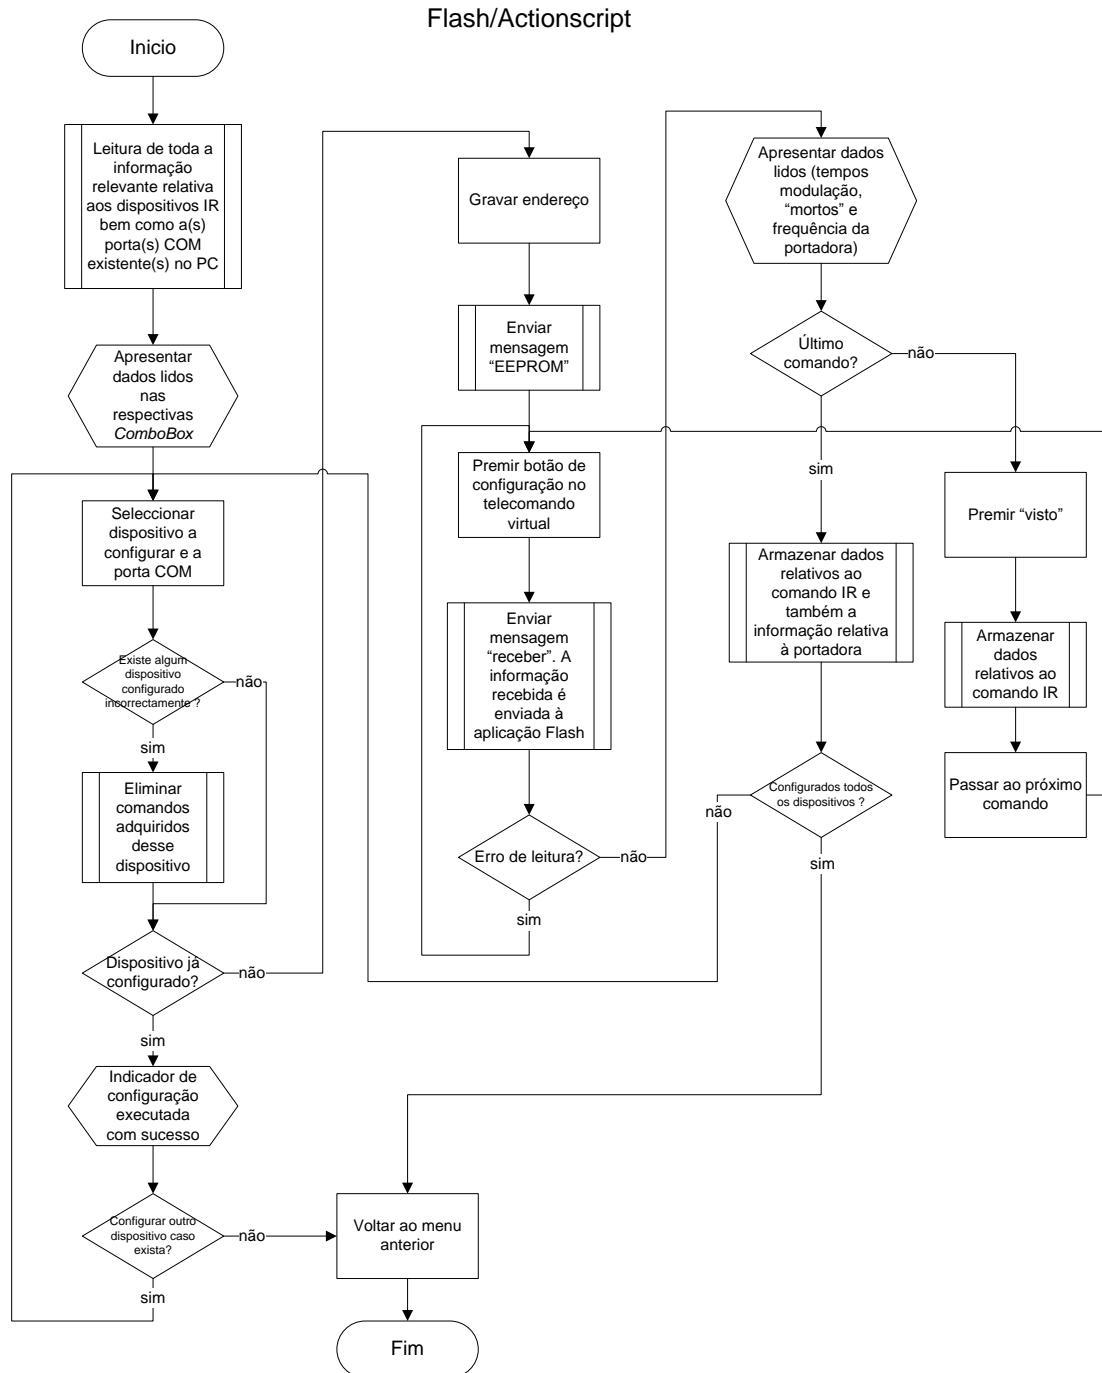 Flash/Actionscript
Inicio
Leitura de toda a
informação
relevante relativa
aos dispositivos IR
bem como a(s)
porta(s) COM
existente(s) no PC
Apresentar
dados lidos
nas
respectivas
ComboBox
Seleccionar
dispositivo a
configurar e a
porta COM
Existe algum
dispositivo
configurado
incorrectamente ?
não
sim
Eliminar
comandos
adquiridos
desse
dispositivo
Dispositivo já
configurado?
não
sim
Indicador de
configuração
executada
com sucesso
Configurar outro
dispositivo caso
exista?
não
sim
Gravar endereço
Enviar
mensagem
“EEPROM”
Premir botão de
configuração no
telecomando
virtual
Enviar
mensagem
“receber”. A
informação
recebida é
enviada à
aplicação Flash
Erro de leitura?
não
sim
Voltar ao menu
anterior
Fim
Apresentar dados
lidos (tempos
modulação,
“mortos” e
frequência da
portadora)
Último
comando?
não
sim
Armazenar dados
relativos ao
comando IR e
também a
informação relativa
à portadora
Configurados todos
os dispositivos ?
não
sim
Premir “visto”
Armazenar
dados
relativos ao
comando IR
Passar ao próximo
comando